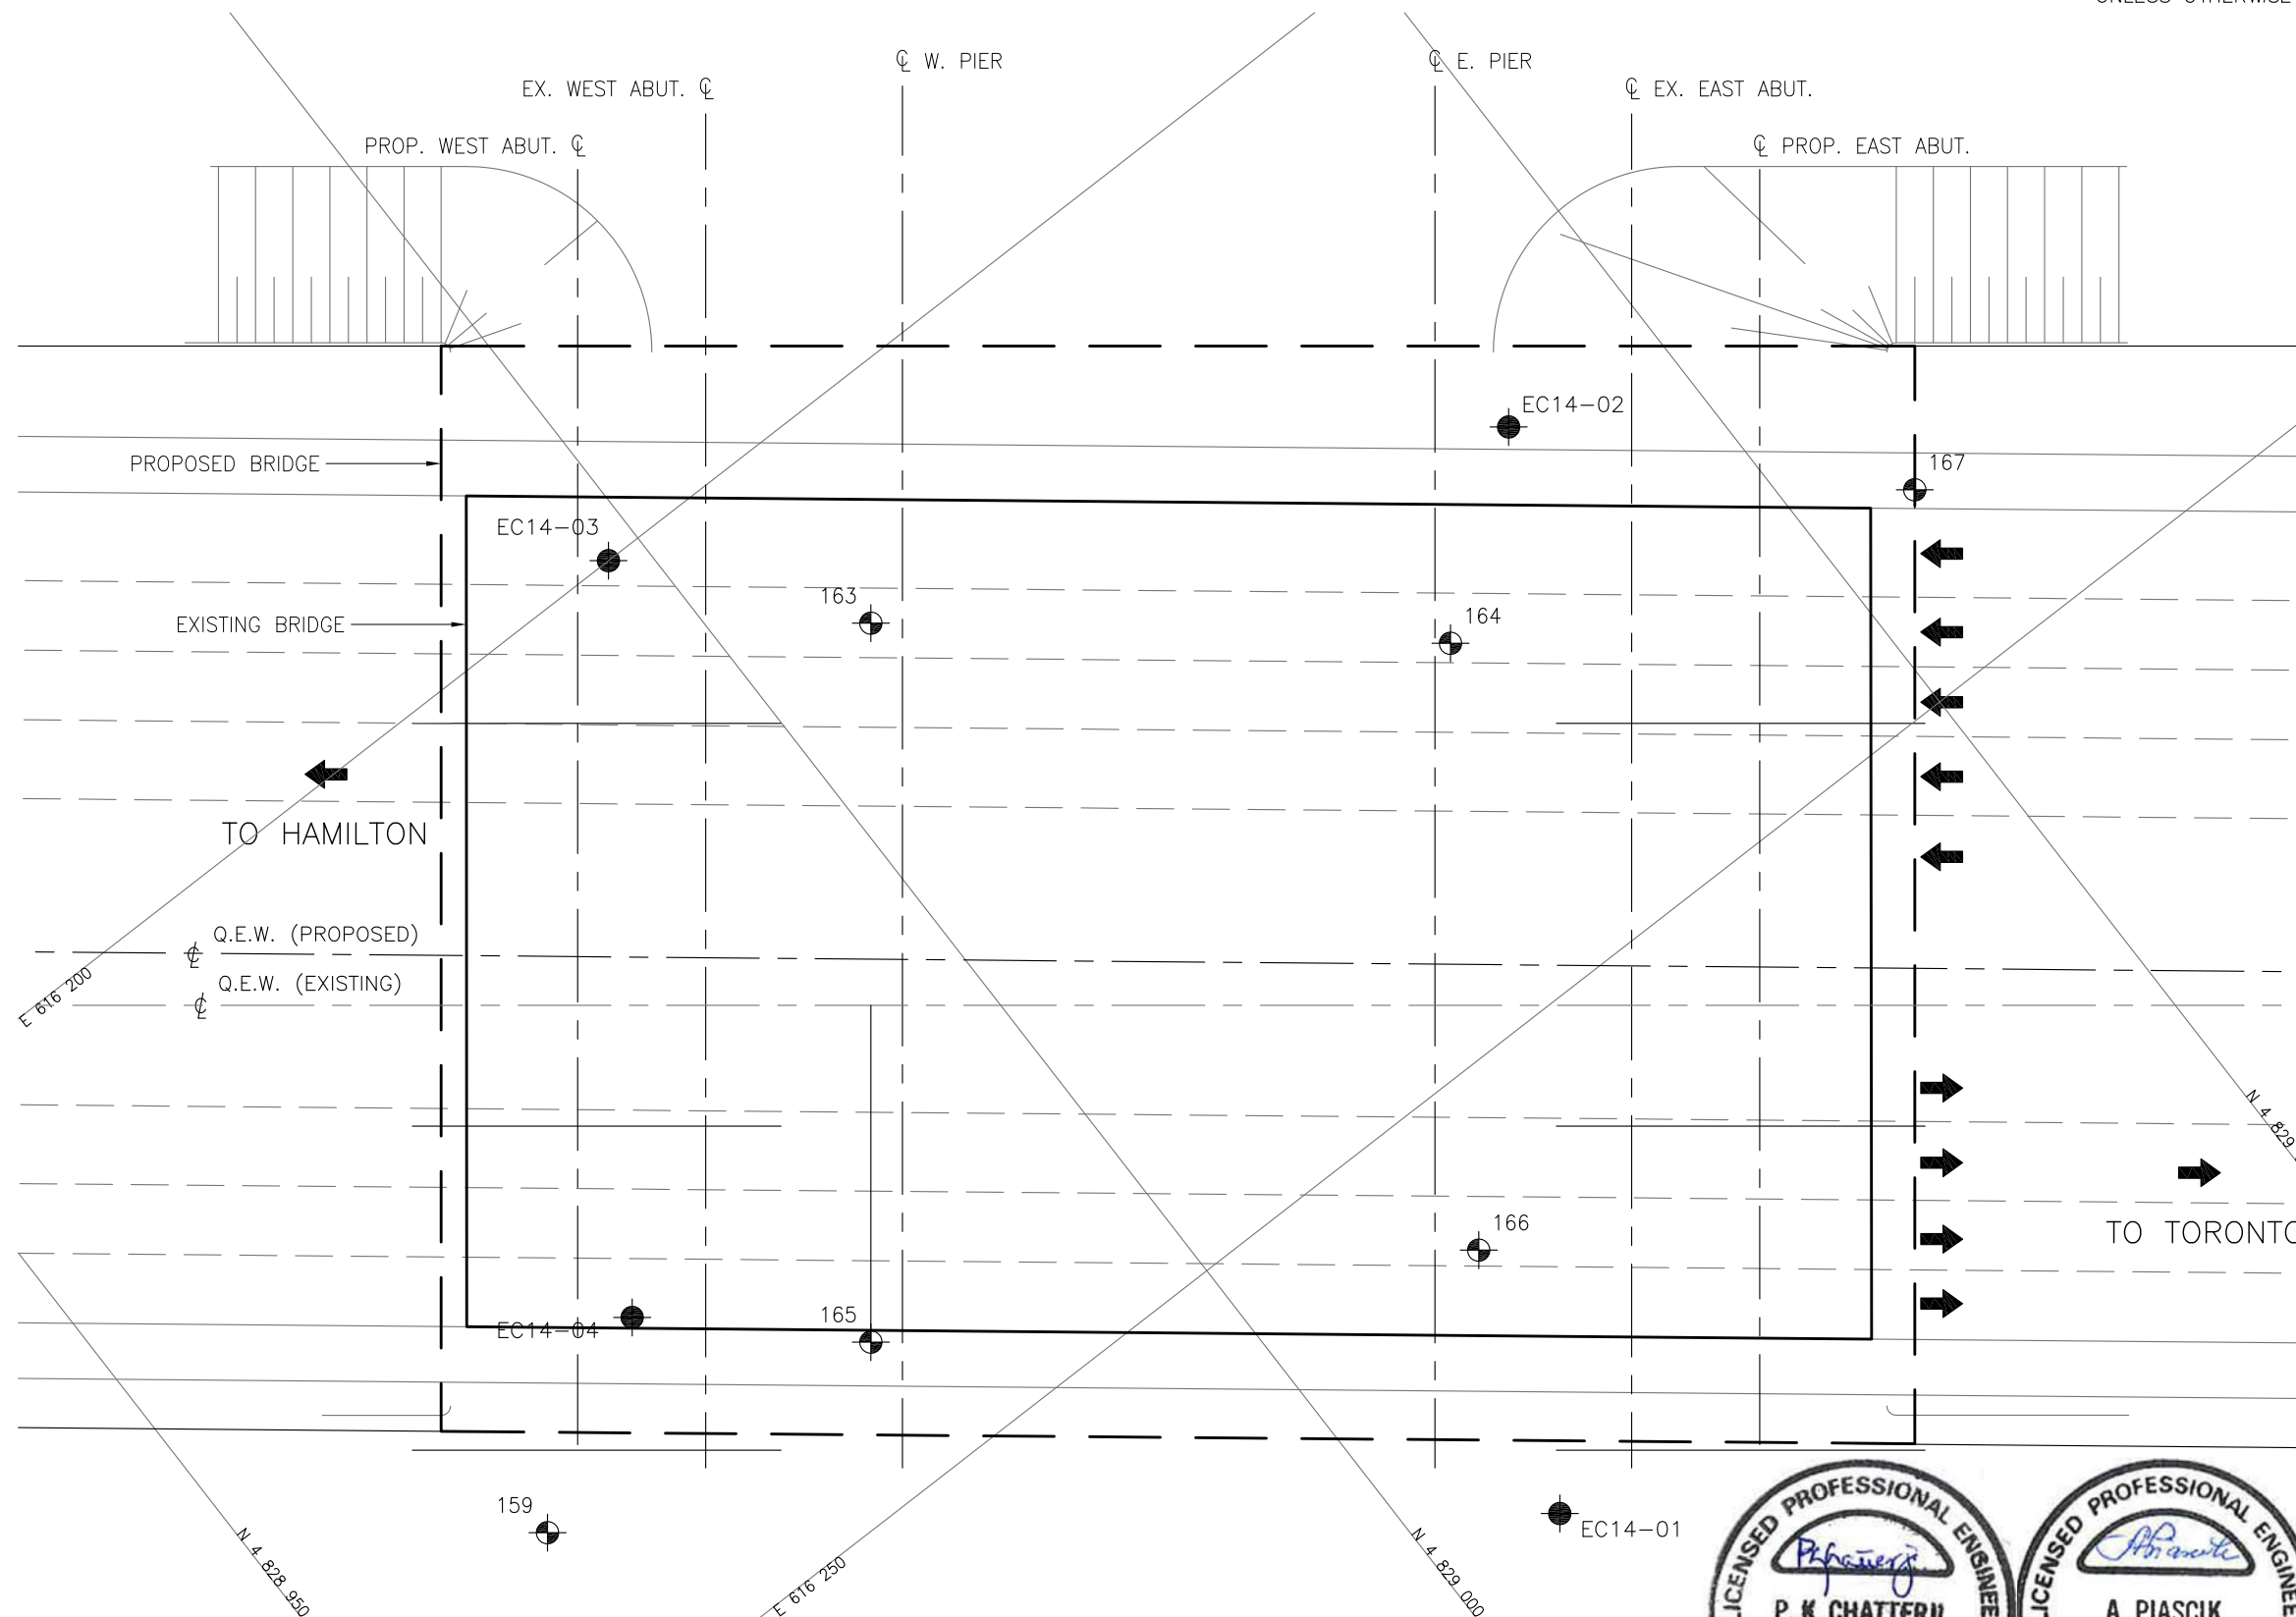 ℄ W. PIER
℄ E. PIER
EX. WEST ABUT. ℄
℄ EX. EAST ABUT.
PROP. WEST ABUT. ℄
℄ PROP. EAST ABUT.
EC14-02
PROPOSED BRIDGE
167
EC14-03
163
164
EXISTING BRIDGE
TO HAMILTON
Q.E.W. (PROPOSED)
℄
Q.E.W. (EXISTING)
℄
E 616 200
N 4 829
166
TO TORONTO
165
EC14-04
159
EC14-01
N 4 828 950
E 616 250
N 4 829 000
LICENSED PROFESSIONAL
P. K. CHATTERJI
LICENSED PROFESSIONAL
A. PIASCIK